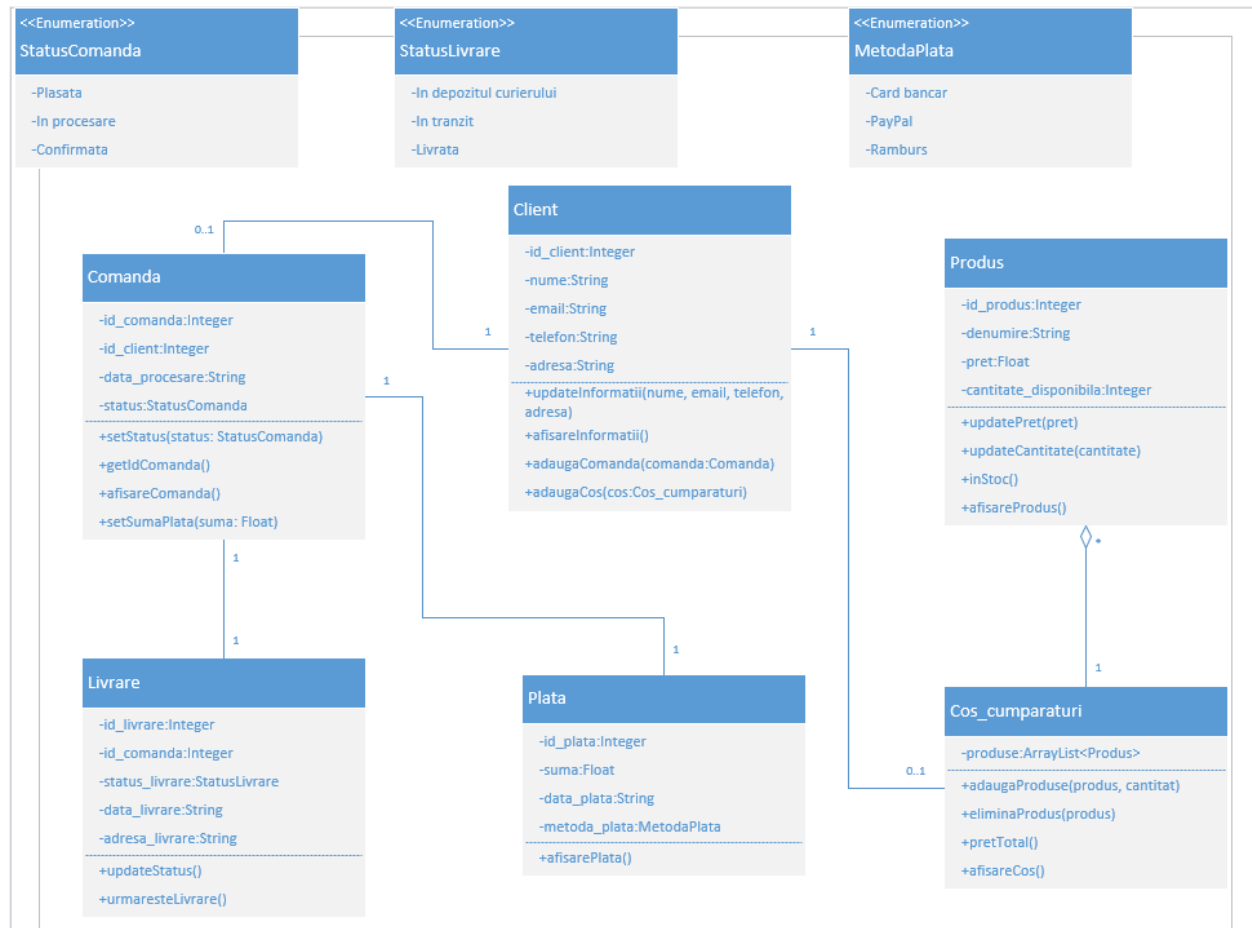 <<Enumeration>>
StatusComanda
-Plasata
-In procesare
-Confirmata
<<Enumeration>>
StatusLivrare
-In depozitul curierului
-In tranzit
-Livrata
<<Enumeration>>
MetodaPlata
-Card bancar
-PayPal
-Ramburs
Client
-id_client:Integer
-nume:String
-email:String
-telefon:String
-adresa:String
+updateInformatii(nume, email, telefon,
adresa)
+afisareInformatii()
+adaugaComanda(comanda:Comanda)
+adaugaCos(cos:Cos_cumparaturi)
0..1
1
Comanda
-id_comanda:Integer
-id_client:Integer
-data_procesare:String
-status:StatusComanda
+setStatus(status: StatusComanda)
+getIdComanda()
+afisareComanda()
+setSumaPlata(suma: Float)
1
1
Produs
-id_produs:Integer
-denumire:String
-pret:Float
-cantitate_disponibila:Integer
+updatePret(pret)
+updateCantitate(cantitate)
+inStoc()
+afisareProdus()
*
1
1
Livrare
-id_livrare:Integer
-id_comanda:Integer
-status_livrare:StatusLivrare
-data_livrare:String
-adresa_livrare:String
+updateStatus()
+urmaresteLivrare()
1
Plata
-id_plata:Integer
-suma:Float
-data_plata:String
-metoda_plata:MetodaPlata
+afisarePlata()
1
0..1
Cos_cumparaturi
-produse:ArrayList<Produs>
+adaugaProduse(produs, cantitat)
+eliminaProdus(produs)
+pretTotal()
+afisareCos()